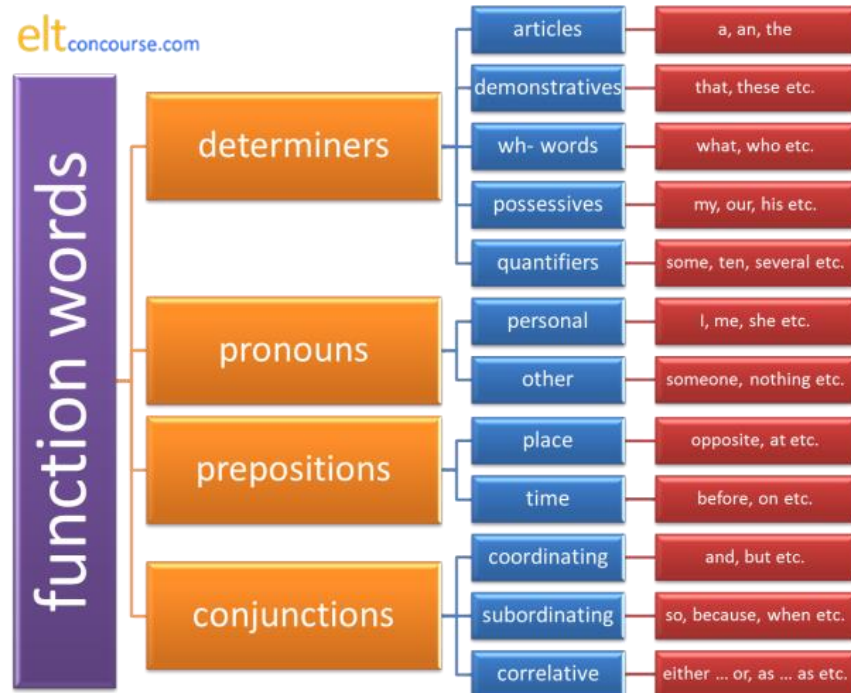 eltconcourse.com
function words
determiners
articles
a, an, the
demonstratives
that, these etc.
wh- words
what, who etc.
possessives
my, our, his etc.
quantifiers
some, ten, several etc.
pronouns
personal
I, me, she etc.
other
someone, nothing etc.
prepositions
place
opposite, at etc.
time
before, on etc.
conjunctions
coordinating
and, but etc.
subordinating
so, because, when etc.
correlative
either ... or, as ... as etc.